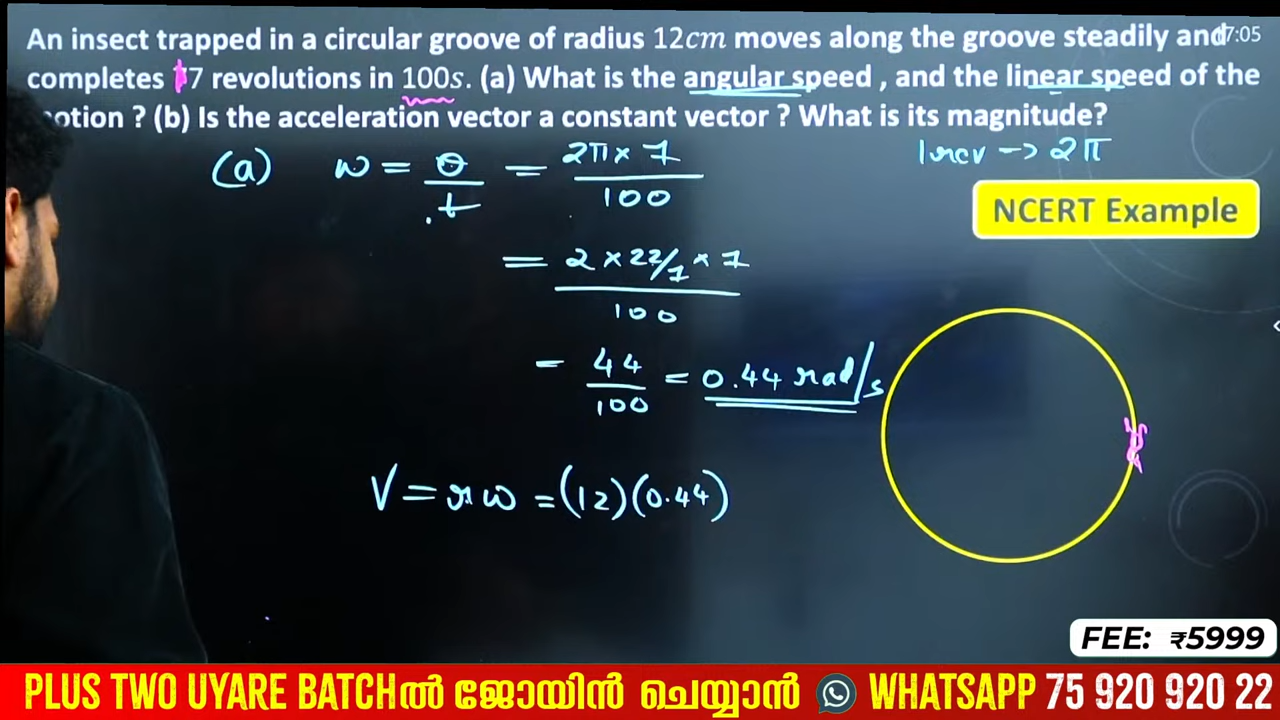 An insect trapped in a circular groove of radius 12cm moves along the groove steadily and
7:05
completes 7 revolutions in 100s. (a) What is the angular speed , and the linear speed of the
otion ? (b) Is the acceleration vector a constant vector ? What is its magnitude?
(a) ω = θ/t = 2π × 7/100
1 rev -> 2π
NCERT Example
= 2 × 22/7 × 7/100
= 44/100 = 0.44 rad/s
V = rω = (12)(0.44)
FEE: ₹5999
PLUS TWO UYARE BATCHൽ ജോയിൻ ചെയ്യാൻ WHATSAPP 75 920 920 22